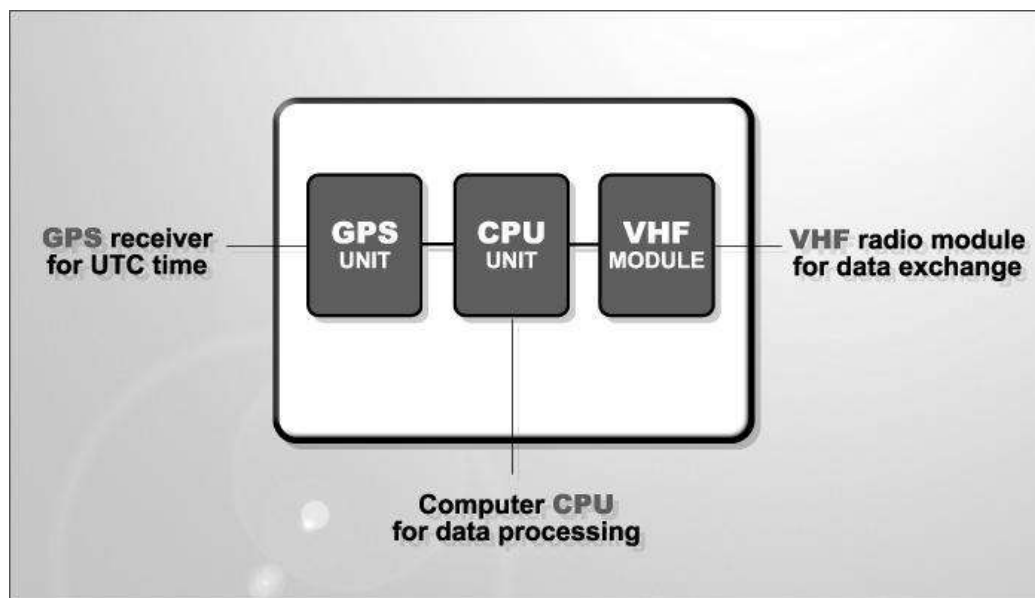 GPS
UNIT
CPU
UNIT
VHF
MODULE
GPS receiver
for UTC time
VHF radio module
for data exchange
Computer CPU
for data processing